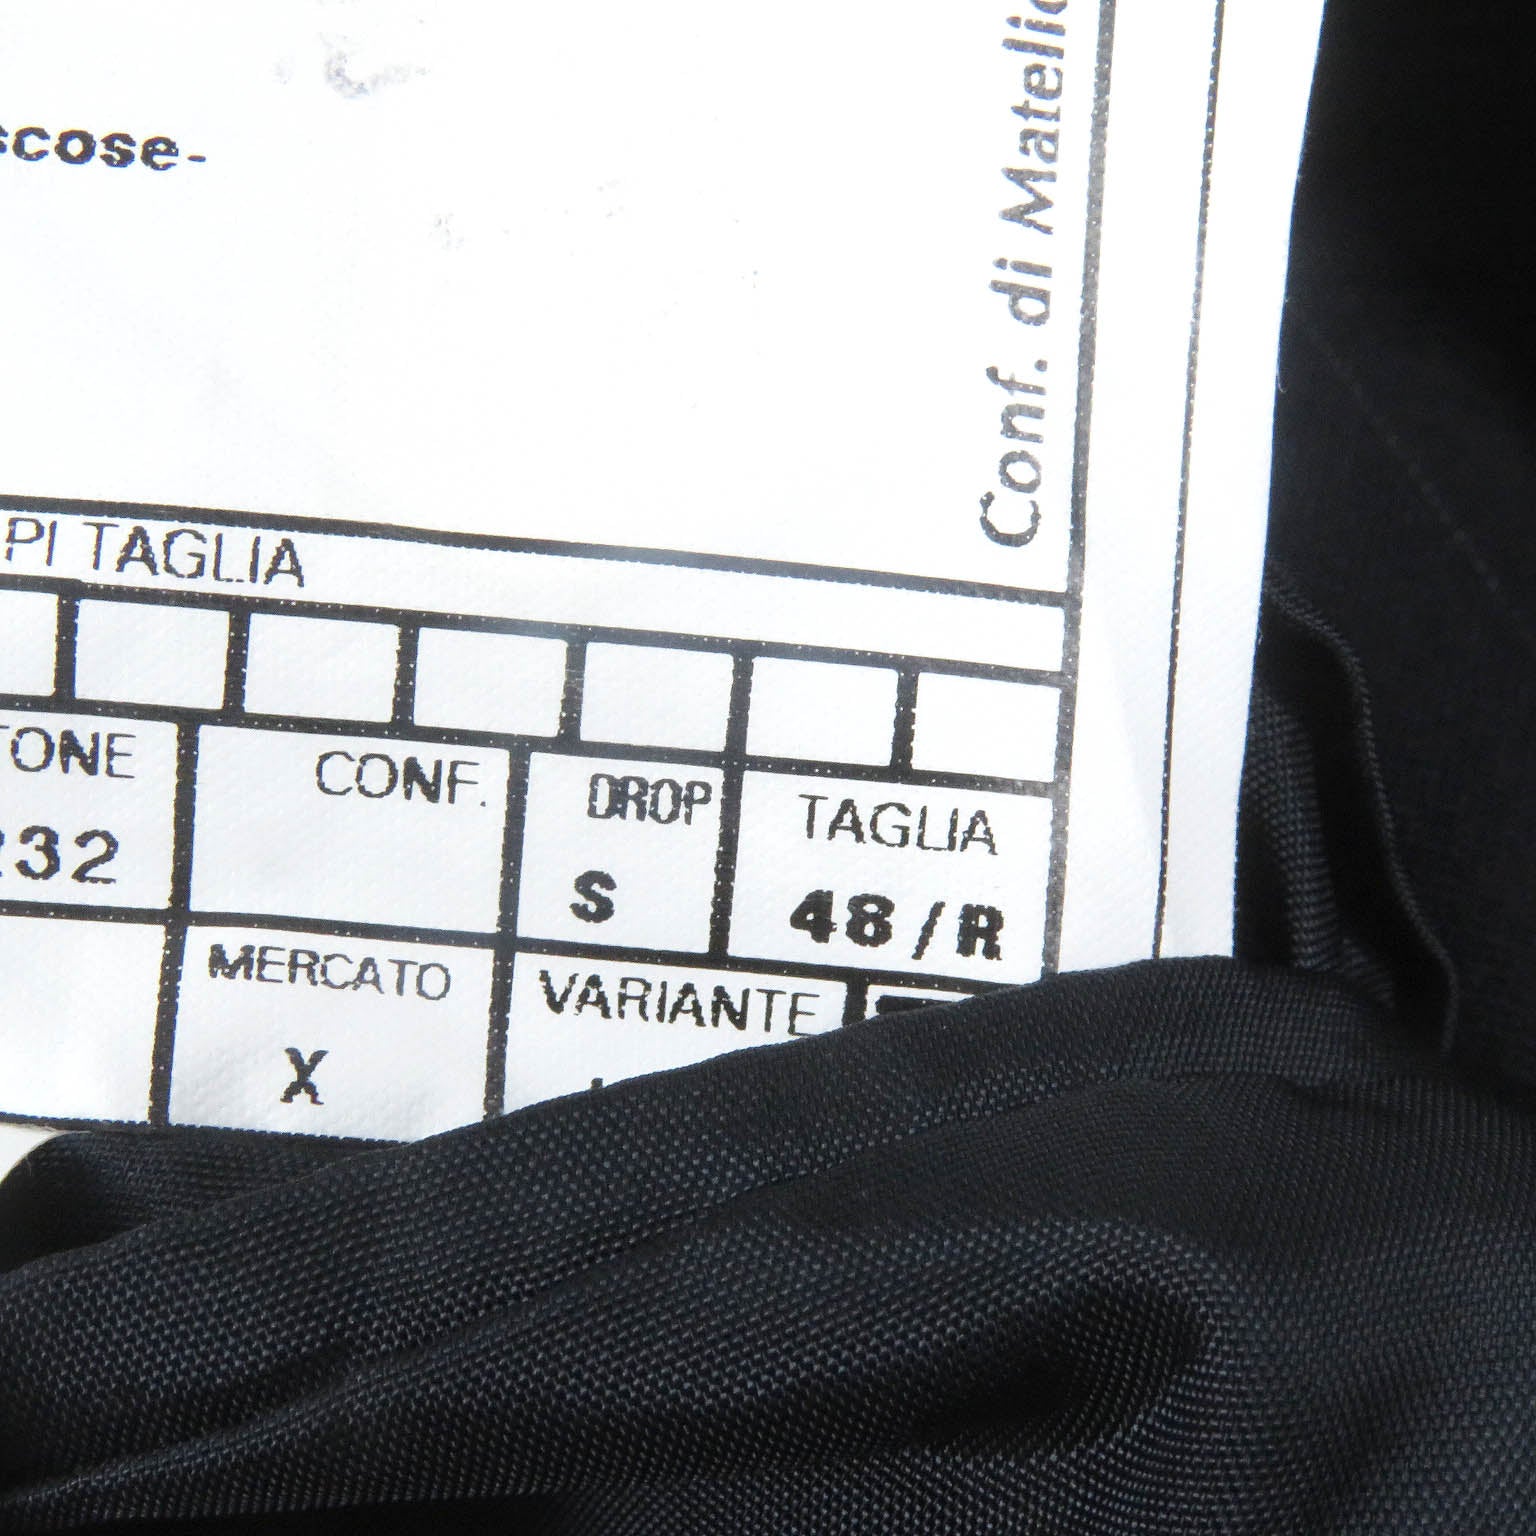 scose-
Conf. di Matelic
PI TAGLIA
TONE CONF. DROP TAGLIA
232 S 48/R
MERCATO VARIANTE
X